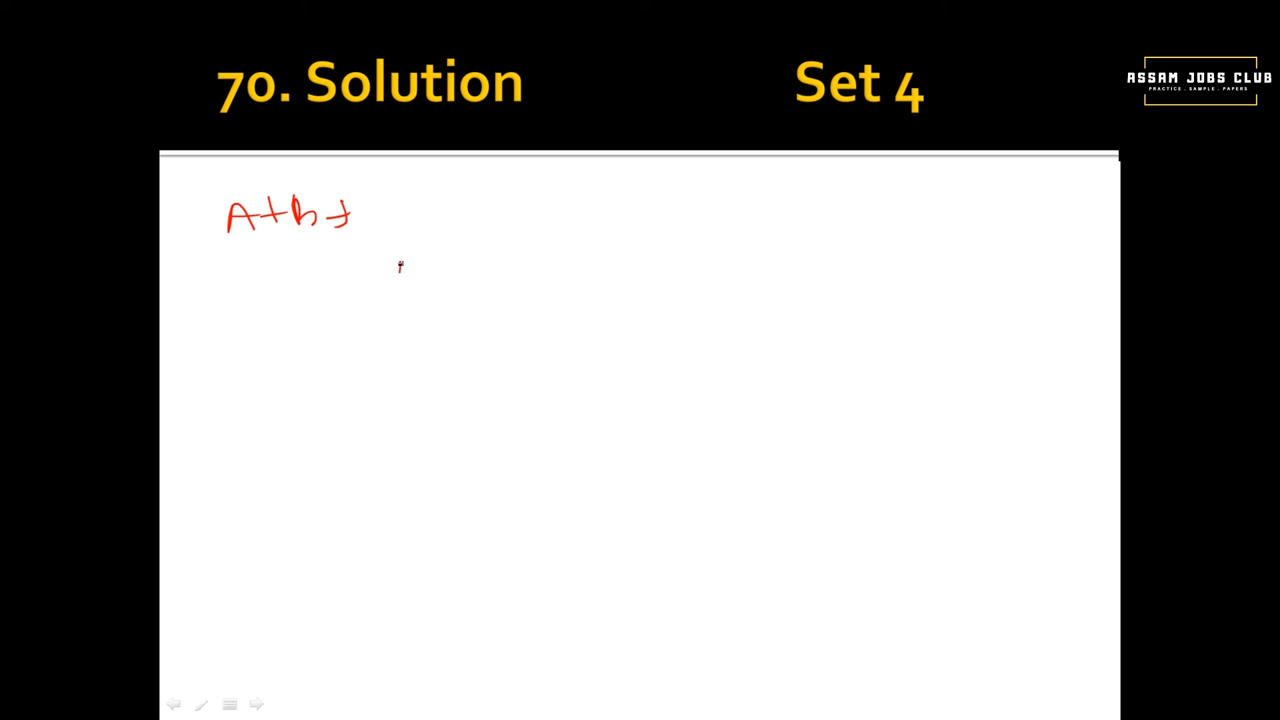 70. Solution Set 4
ASSAM JOBS CLUB
PRACTICE . SAMPLE . PAPERS
A+B+